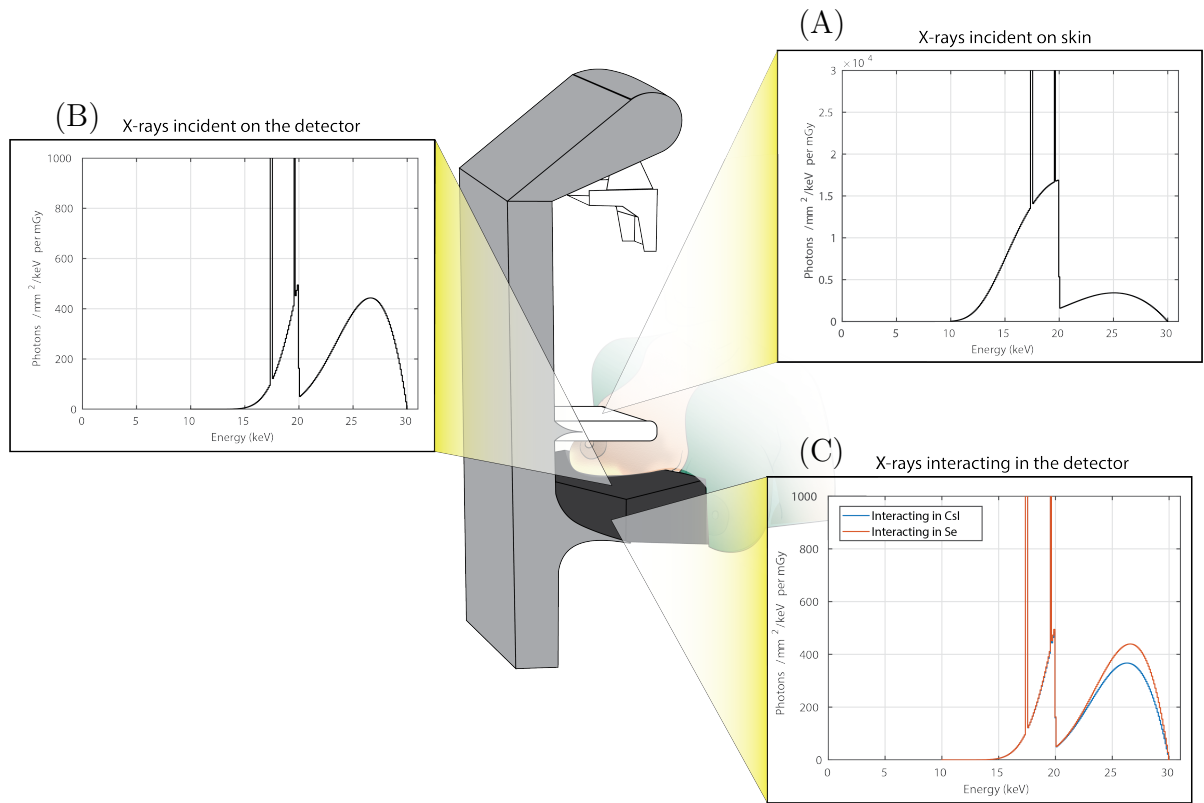 (A)
X-rays incident on skin
× 10 4
3
2.5
2
1.5
1
0.5
0
Photons / mm 2 / keV per mGy
0 5 10 15 20 25 30
Energy (keV)
(B)
X-rays incident on the detector
1000
800
600
400
200
0
Photons / mm 2 / keV per mGy
0 5 10 15 20 25 30
Energy (keV)
(C)
X-rays interacting in the detector
1000
800
600
400
200
0
Photons / mm 2 / keV per mGy
Interacting in CsI
Interacting in Se
0 5 10 15 20 25 30
Energy (keV)